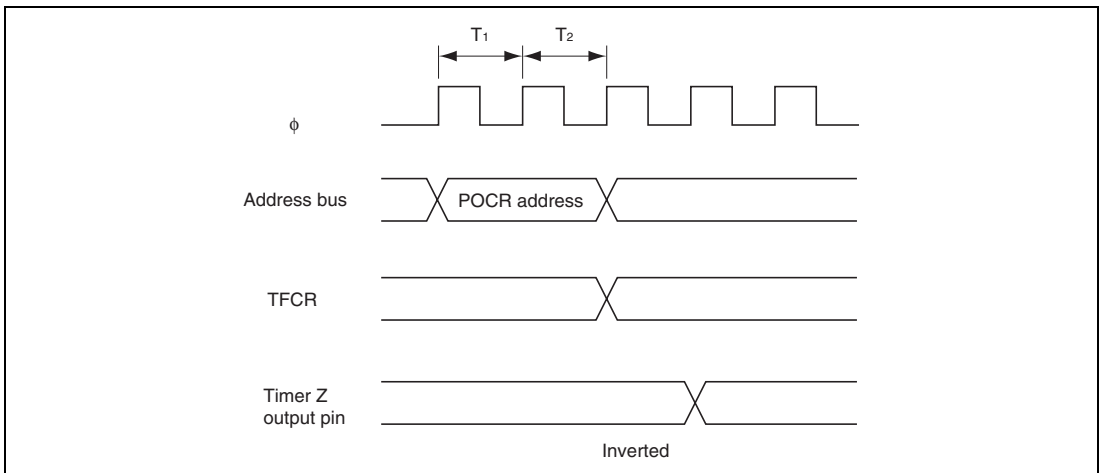 T1 T2
ϕ
Address bus POCR address
TFCR
Timer Z
output pin
Inverted